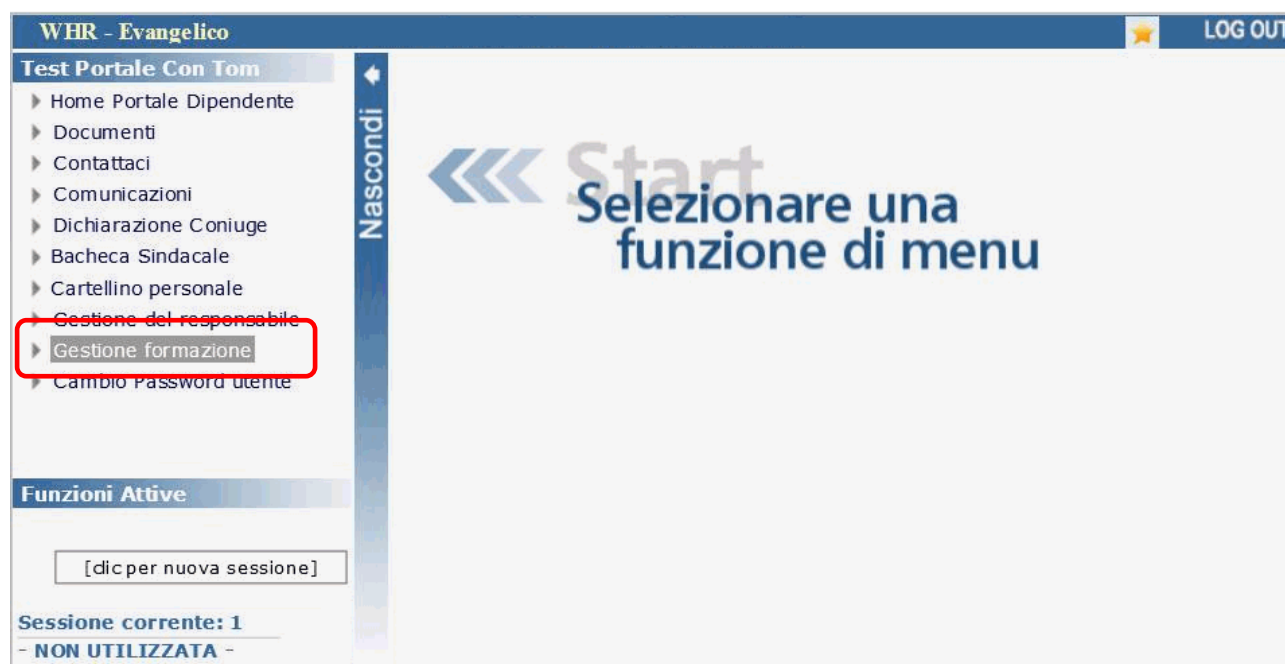 WHR - Evangelico
LOG OUT
Test Portale Con Tom
Home Portale Dipendente
Documenti
Contattaci
Comunicazioni
Dichiarazione Coniuge
Bacheca Sindacale
Cartellino personale
Gestione del responsabile
Gestione formazione
Cambio Password utente
Nascondi
Start
Selezionare una
funzione di menu
Funzioni Attive
[clic per nuova sessione]
Sessione corrente: 1
- NON UTILIZZATA -